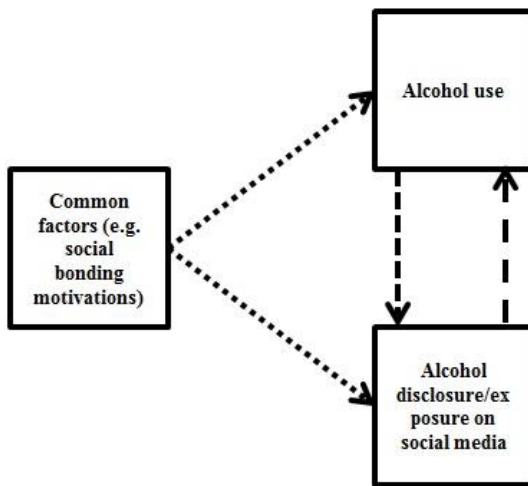 Alcohol use
Common
factors (e.g.
social
bonding
motivations)
Alcohol
disclosure/ex
posure on
social media